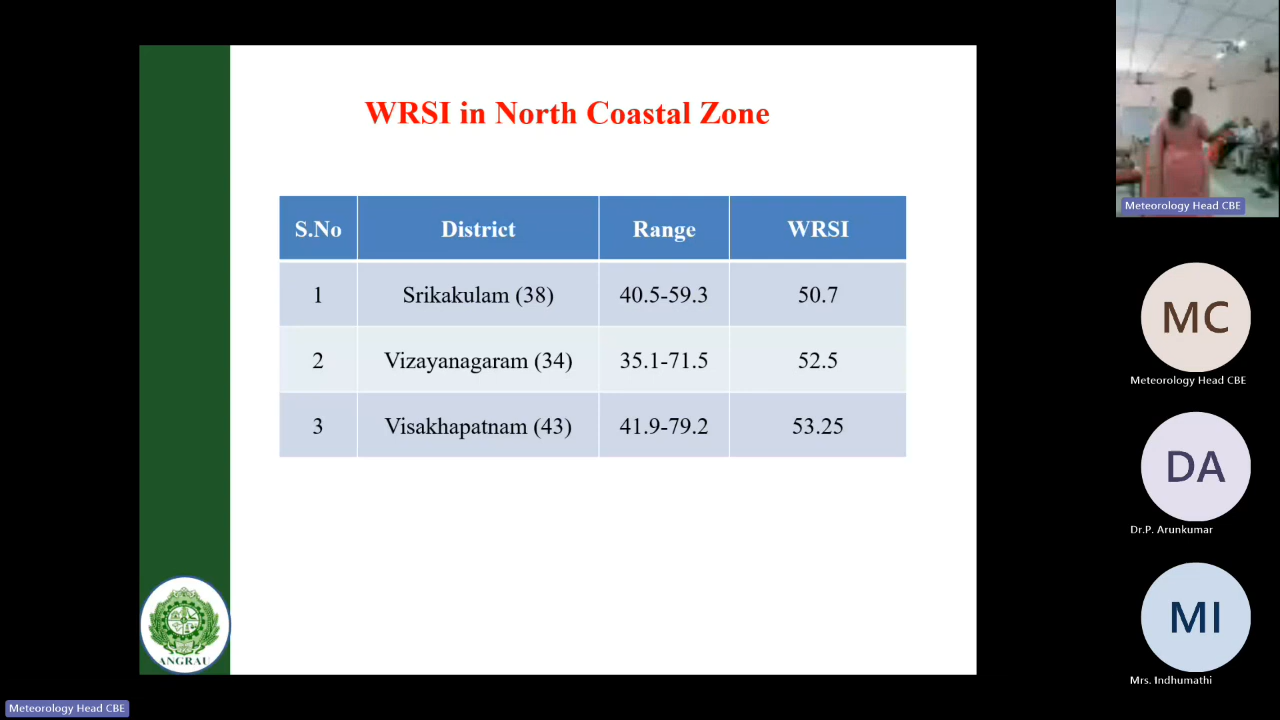 WRSI in North Coastal Zone
S.No District Range WRSI
1 Srikakulam (38) 40.5-59.3 50.7
2 Vizayanagaram (34) 35.1-71.5 52.5
3 Visakhapatnam (43) 41.9-79.2 53.25
ANGRAU
Meteorology Head CBE
MC
Meteorology Head CBE
DA
Dr.P. Arunkumar
MI
Mrs. Indhumathi
Meteorology Head CBE